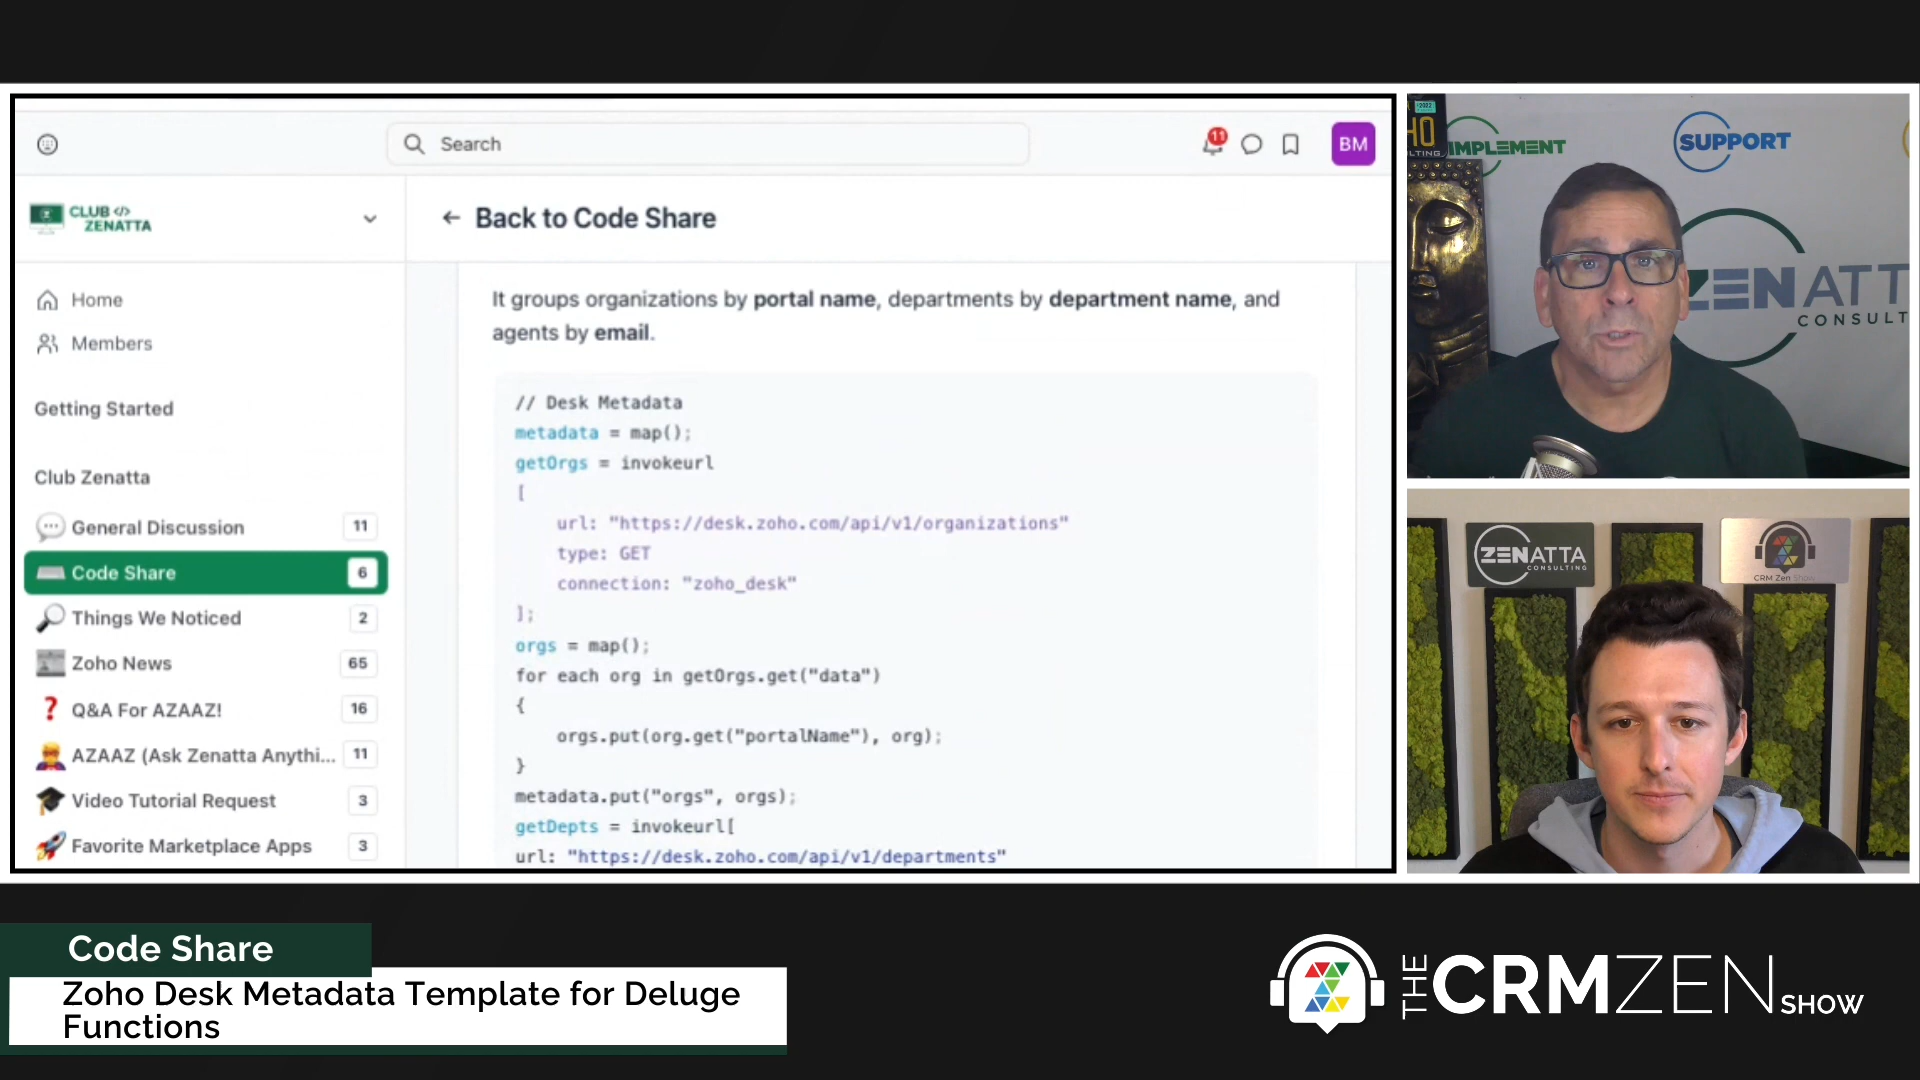 Search
11
BM
CLUB </>
ZENATTA
← Back to Code Share
Home
Members
Getting Started
Club Zenatta
General Discussion 11
Code Share 6
Things We Noticed 2
Zoho News 65
Q&A For AZAAZ! 16
AZAAZ (Ask Zenatta Anythi... 11
Video Tutorial Request 3
Favorite Marketplace Apps 3
It groups organizations by portal name, departments by department name, and
agents by email.
// Desk Metadata
metadata = map();
getOrgs = invokeurl
[
url: "https://desk.zoho.com/api/v1/organizations"
type: GET
connection: "zoho_desk"
];
orgs = map();
for each org in getOrgs.get("data")
{
orgs.put(org.get("portalName"), org);
}
metadata.put("orgs", orgs);
getDepts = invokeurl[
url: "https://desk.zoho.com/api/v1/departments"
IMPLEMENT
SUPPORT
ZENATT
CONSULT
ZENATTA
CONSULTING
CRM Zen Show
Code Share
Zoho Desk Metadata Template for Deluge
Functions
THE CRMZEN SHOW